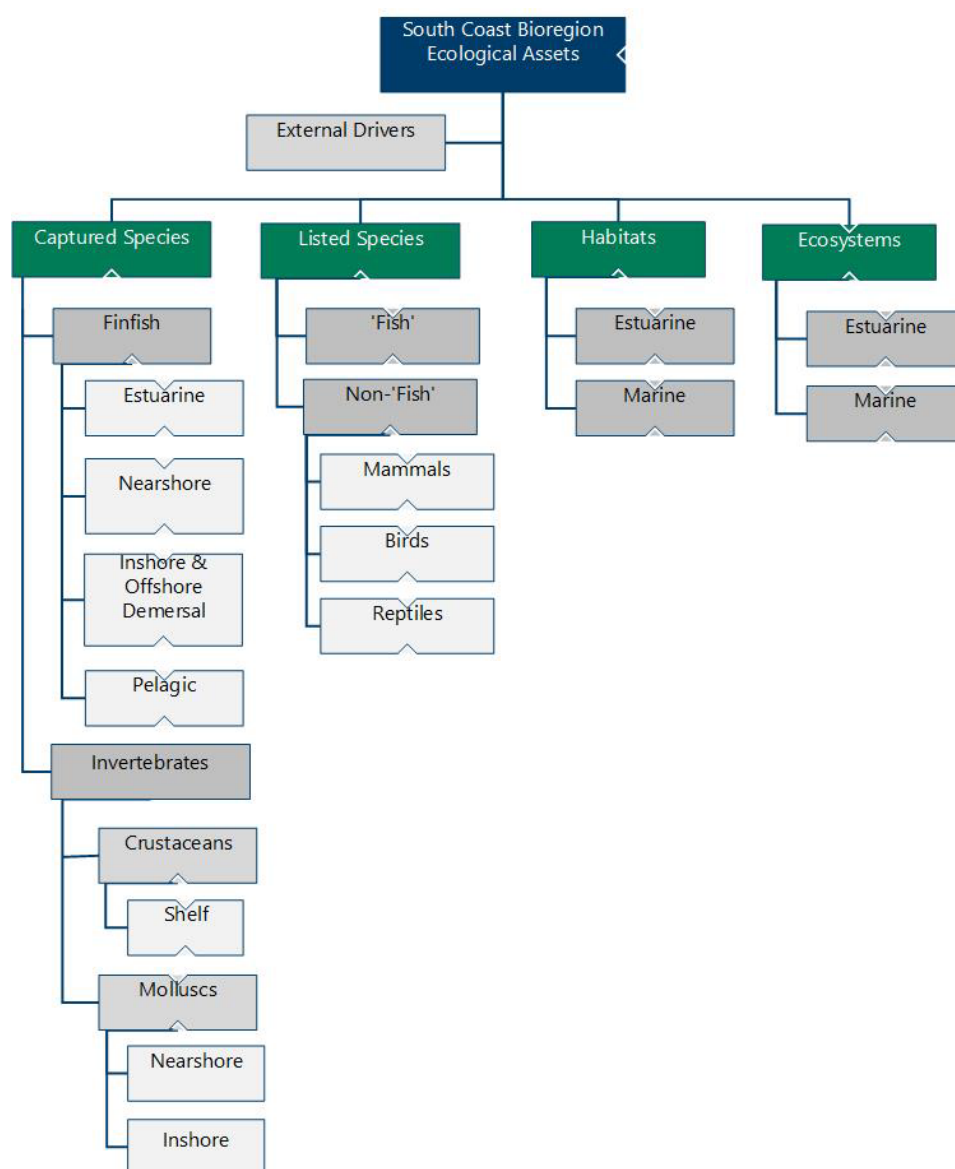 South Coast Bioregion
Ecological Assets
External Drivers
Captured Species
Listed Species
Habitats
Ecosystems
Finfish
'Fish'
Estuarine
Estuarine
Estuarine
Non-'Fish'
Marine
Marine
Nearshore
Mammals
Inshore &
Offshore
Demersal
Birds
Reptiles
Pelagic
Invertebrates
Crustaceans
Shelf
Molluscs
Nearshore
Inshore